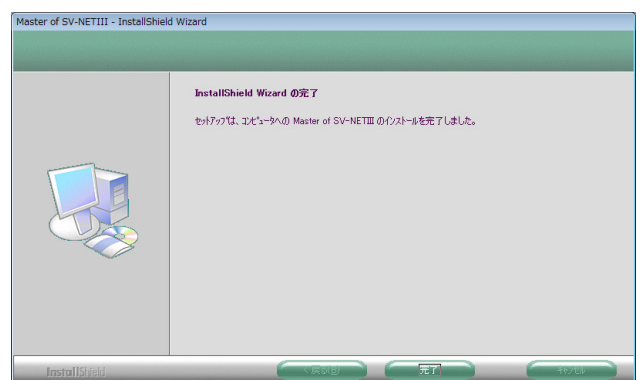 Master of SV-NETIII - InstallShield Wizard
InstallShield Wizard の完了
セットアップは、コンピュータへの Master of SV-NETⅢ のインストールを完了しました。
InstallShield
< 戻る(B)
完了
キャンセル